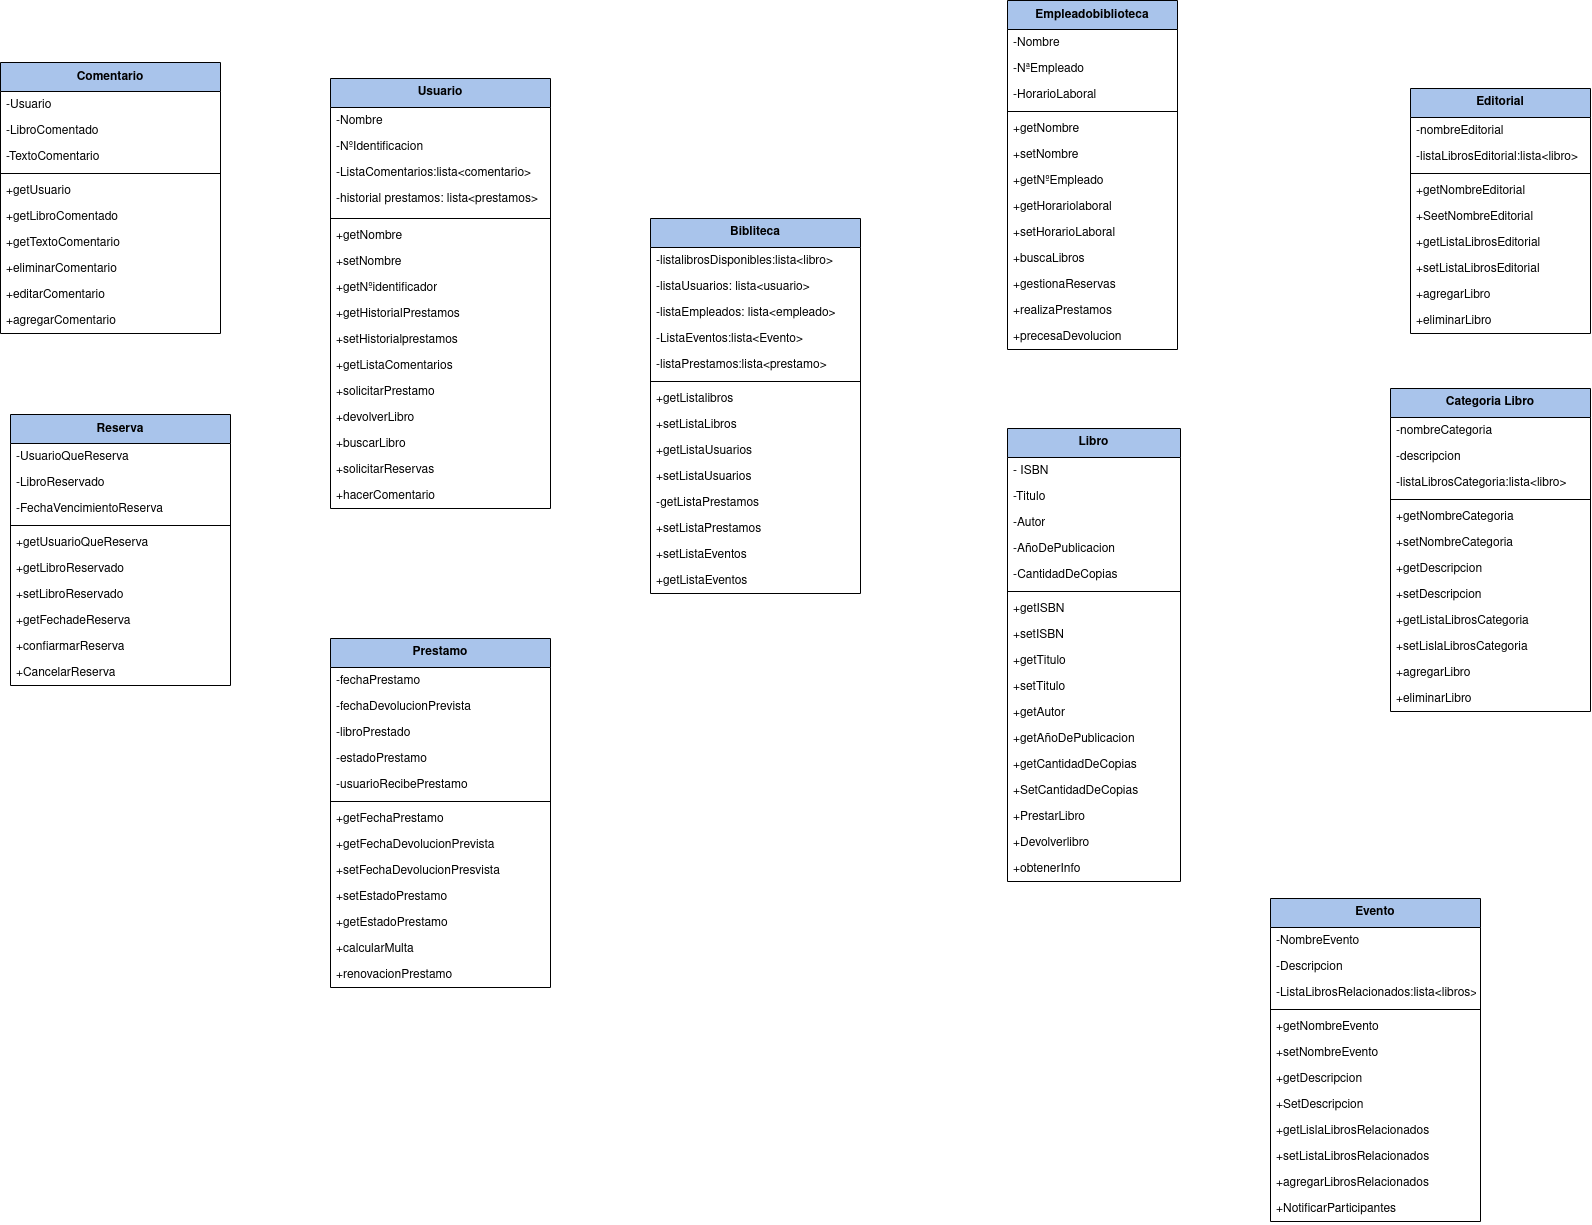 Comentario
-Usuario
-LibroComentado
-TextoComentario
+getUsuario
+getLibroComentado
+getTextoComentario
+eliminarComentario
+editarComentario
+agregarComentario
Reserva
-UsuarioQueReserva
-LibroReservado
-FechaVencimientoReserva
+getUsuarioQueReserva
+getLibroReservado
+setLibroReservado
+getFechadeReserva
+confiarmarReserva
+CancelarReserva
Usuario
-Nombre
-NºIdentificacion
-ListaComentarios:lista<comentario>
-historial prestamos: lista<prestamos>
+getNombre
+setNombre
+getNºidentificador
+getHistorialPrestamos
+setHistorialprestamos
+getListaComentarios
+solicitarPrestamo
+devolverLibro
+buscarLibro
+solicitarReservas
+hacerComentario
Prestamo
-fechaPrestamo
-fechaDevolucionPrevista
-libroPrestado
-estadoPrestamo
-usuarioRecibePrestamo
+getFechaPrestamo
+getFechaDevolucionPrevista
+setFechaDevolucionPresvista
+setEstadoPrestamo
+getEstadoPrestamo
+calcularMulta
+renovacionPrestamo
Bibliteca
-listalibrosDisponibles:lista<libro>
-listaUsuarios: lista<usuario>
-listaEmpleados: lista<empleado>
-ListaEventos:lista<Evento>
-listaPrestamos:lista<prestamo>
+getListalibros
+setListaLibros
+getListaUsuarios
+setListaUsuarios
-getListaPrestamos
+setListaPrestamos
+setListaEventos
+getListaEventos
Empleadobiblioteca
-Nombre
-NªEmpleado
-HorarioLaboral
+getNombre
+setNombre
+getNºEmpleado
+getHorariolaboral
+setHorarioLaboral
+buscaLibros
+gestionaReservas
+realizaPrestamos
+precesaDevolucion
Libro
- ISBN
-Titulo
-Autor
-AñoDePublicacion
-CantidadDeCopias
+getISBN
+setISBN
+getTitulo
+setTitulo
+getAutor
+getAñoDePublicacion
+getCantidadDeCopias
+SetCantidadDeCopias
+PrestarLibro
+Devolverlibro
+obtenerInfo
Editorial
-nombreEditorial
-listaLibrosEditorial:lista<libro>
+getNombreEditorial
+SeetNombreEditorial
+getListaLibrosEditorial
+setListaLibrosEditorial
+agregarLibro
+eliminarLibro
Categoria Libro
-nombreCategoria
-descripcion
-listaLibrosCategoria:lista<libro>
+getNombreCategoria
+setNombreCategoria
+getDescripcion
+setDescripcion
+getListaLibrosCategoria
+setLislaLibrosCategoria
+agregarLibro
+eliminarLibro
Evento
-NombreEvento
-Descripcion
-ListaLibrosRelacionados:lista<libros>
+getNombreEvento
+setNombreEvento
+getDescripcion
+SetDescripcion
+getLislaLibrosRelacionados
+setListaLibrosRelacionados
+agregarLibrosRelacionados
+NotificarParticipantes